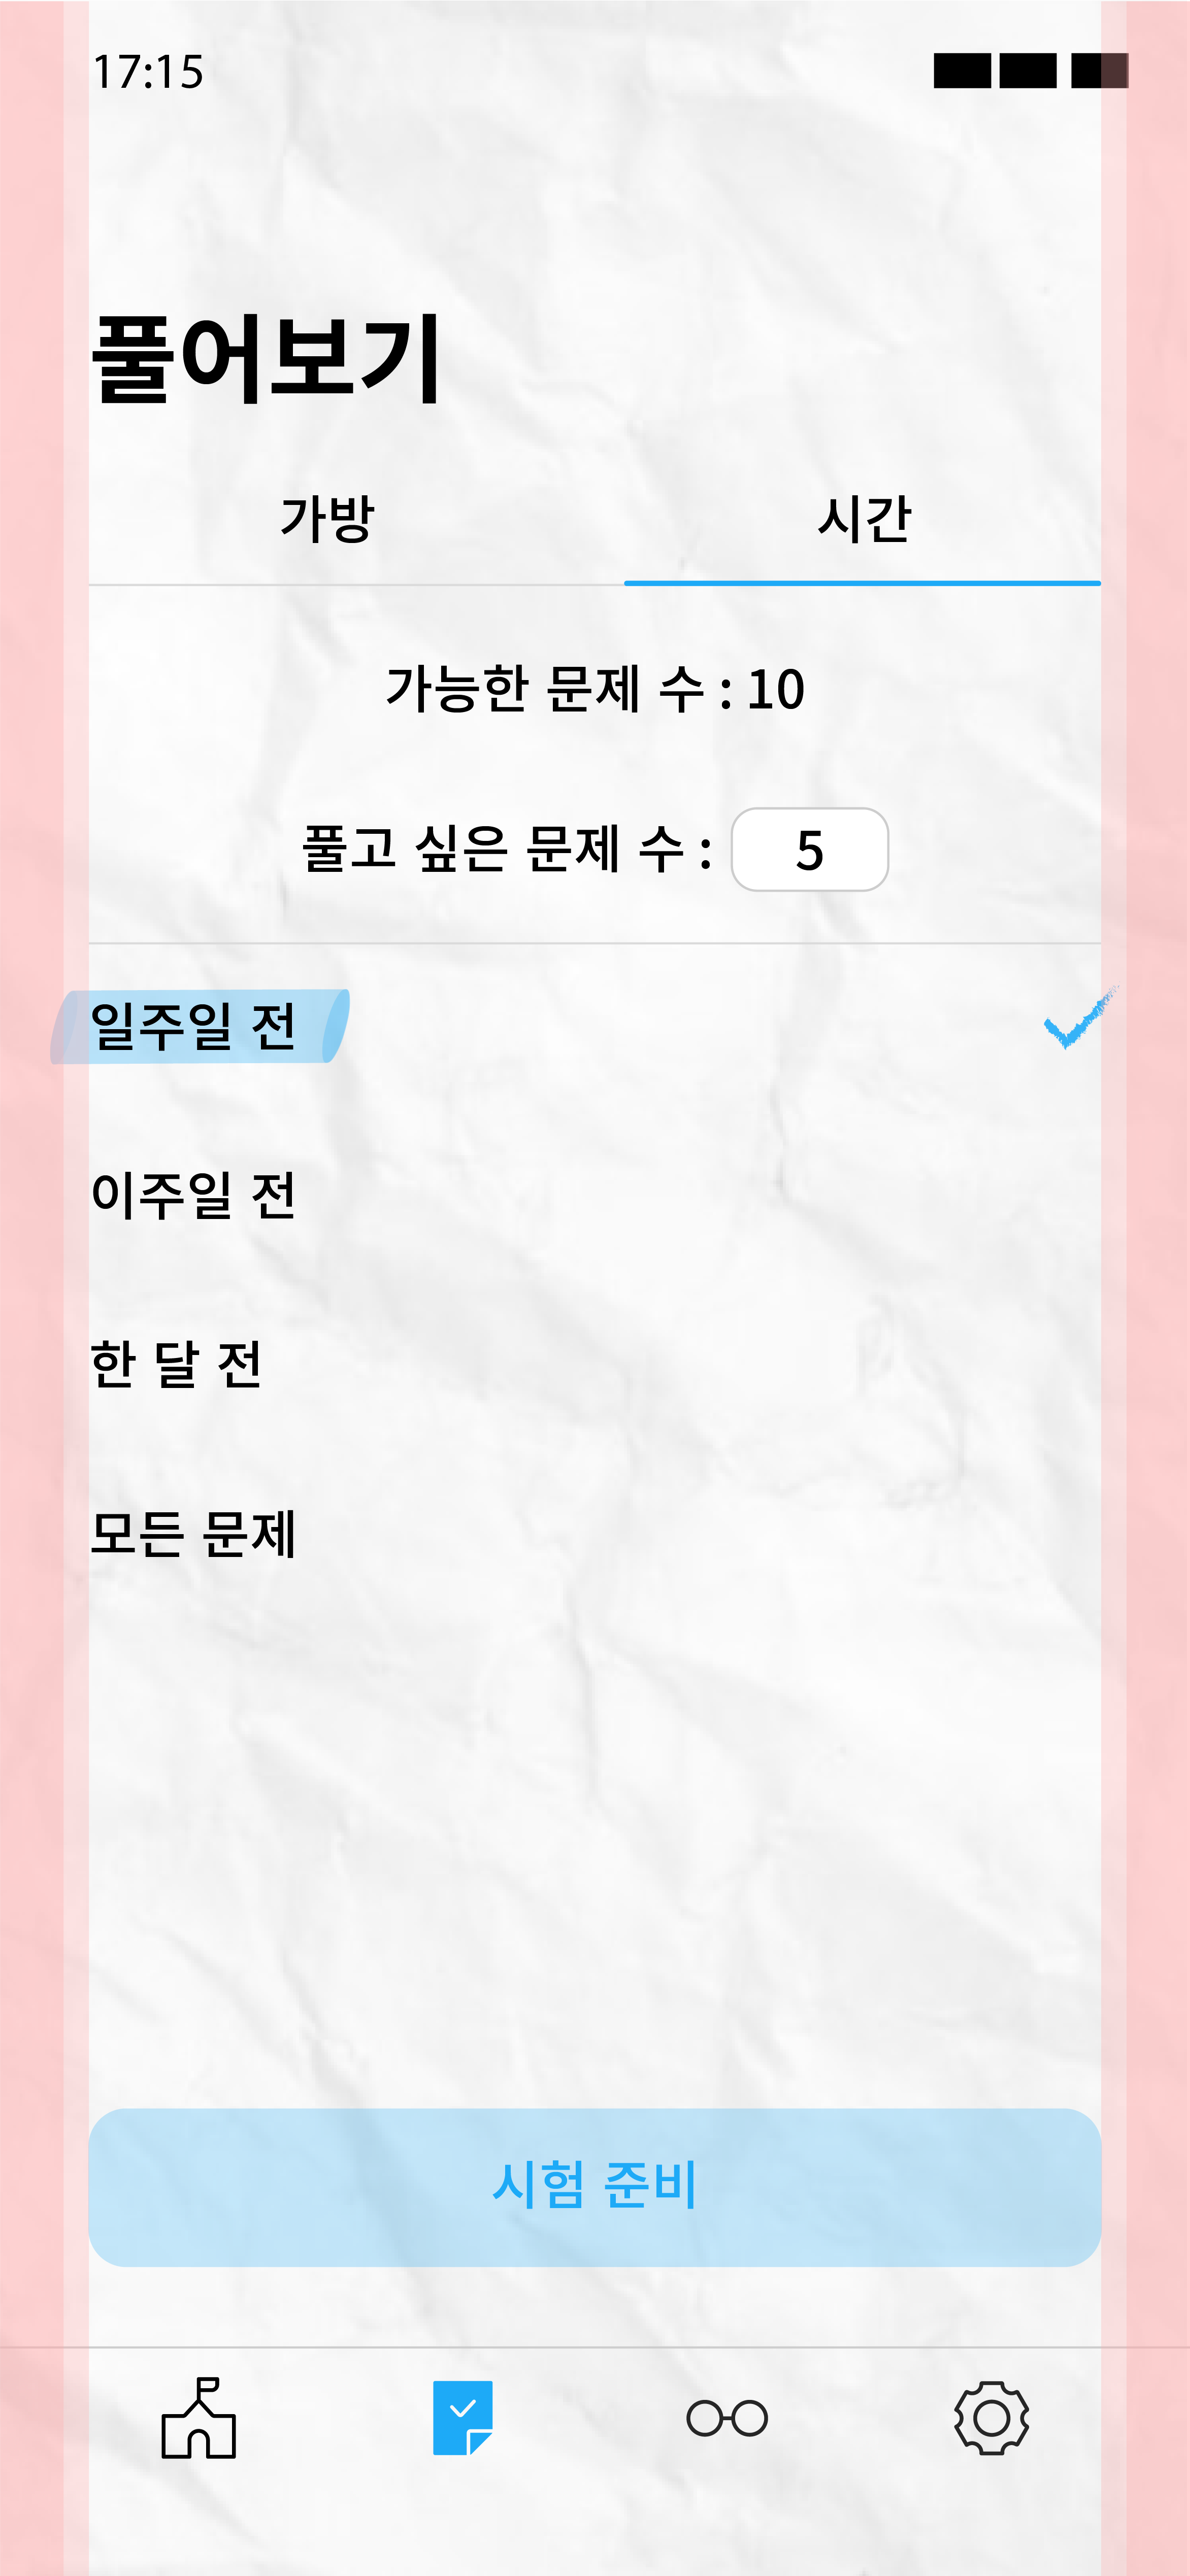 17:15
풀어보기
가방 시간
가능한 문제 수 : 10
풀고 싶은 문제 수 : 5
일주일 전
이주일 전
한 달 전
모든 문제
시험 준비